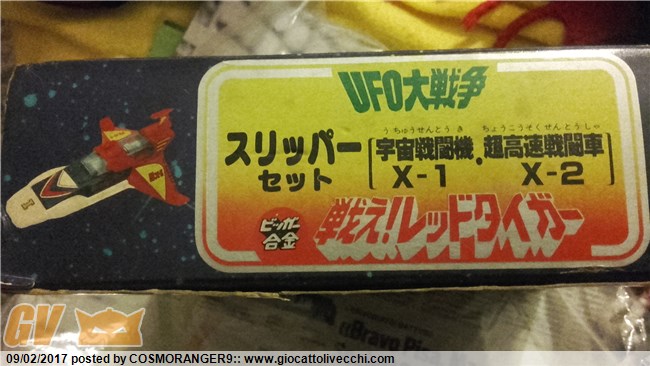 UFO大戦争
うちゅうせんとうき ちょうこうそくせんとうしゃ
スリッパー セット [宇宙戦闘機 X-1・超高速戦闘車 X-2]
ビッグ合金
戦え!レッドタイガー
GV
09/02/2017 posted by COSMORANGER9:: www.giocattolivecchi.com